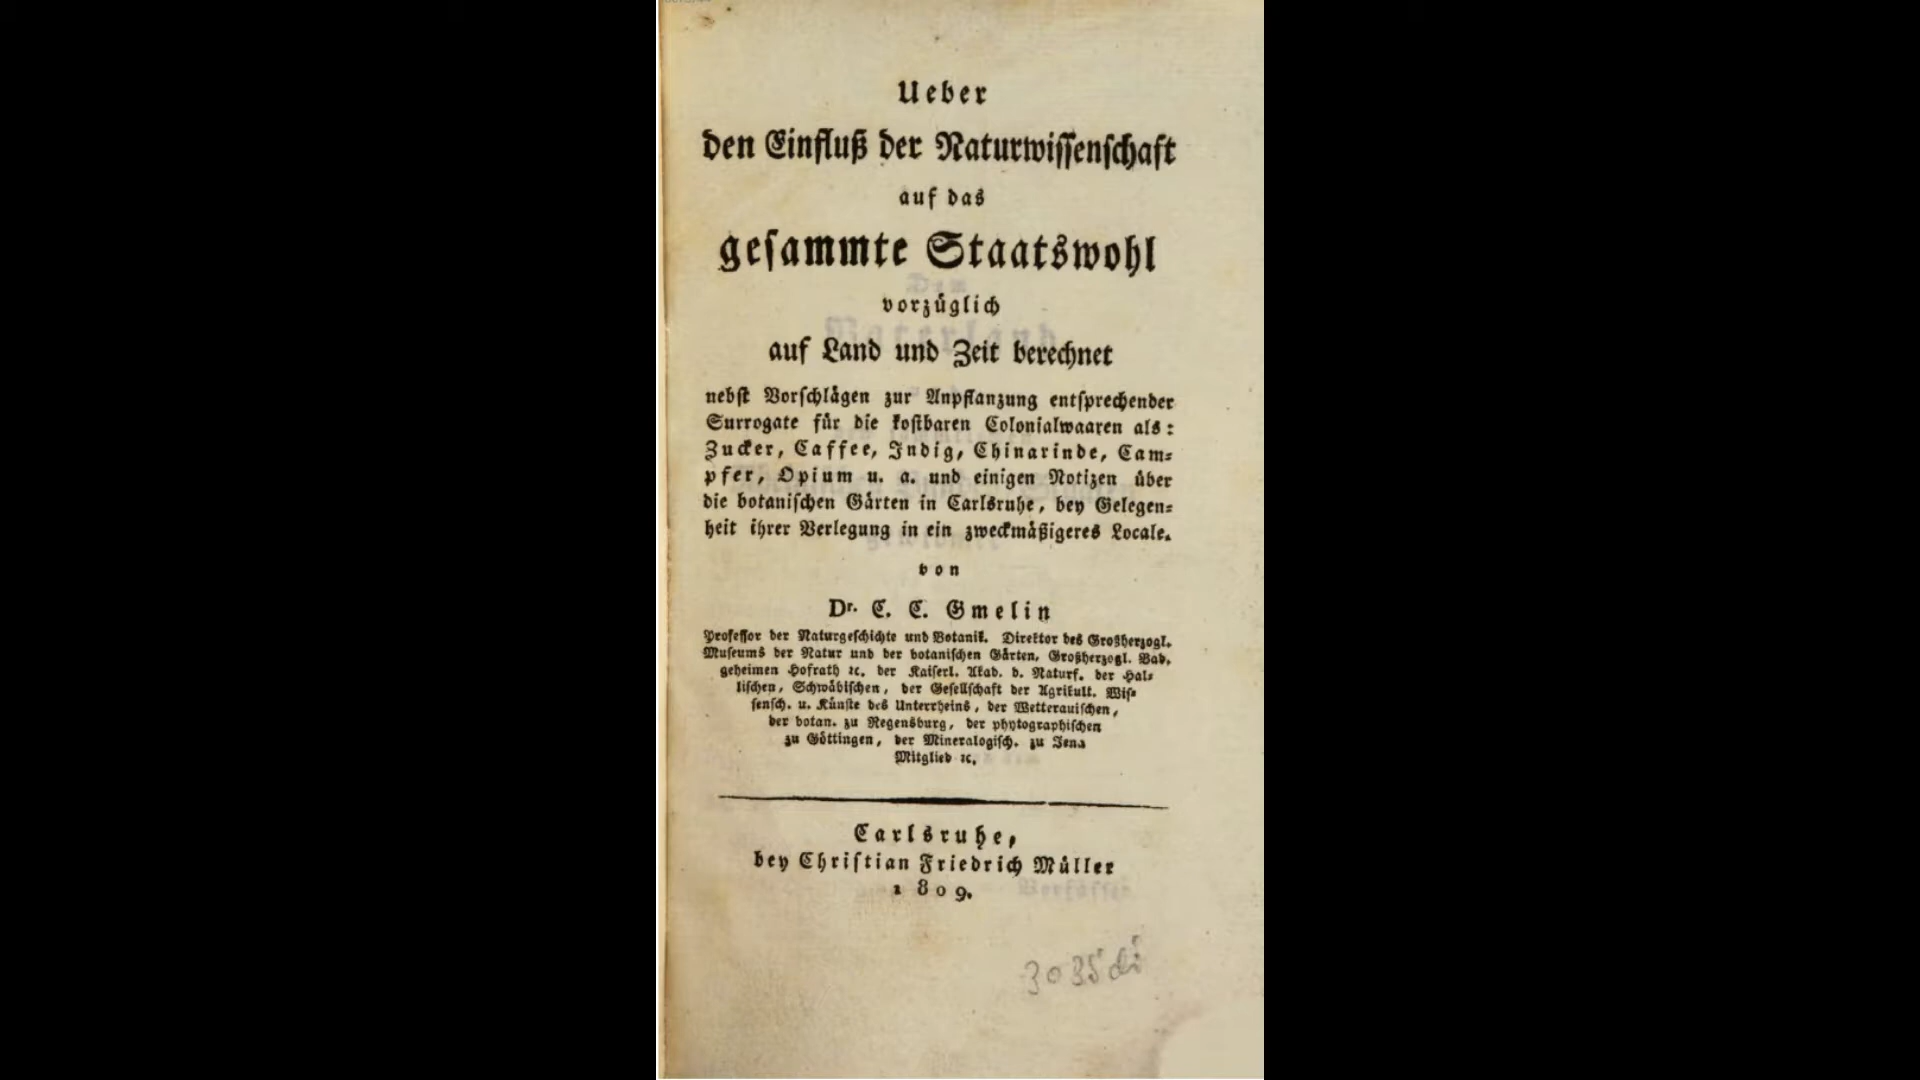 Ueber
den Einfluß der Naturwissenschaft
auf das
gesammte Staatswohl
vorzüglich
auf Land und Zeit berechnet
nebst Vorschlägen zur Anpflanzung entsprechender
Surrogate für die kostbaren Colonialwaaren als:
Zucker, Caffee, Indig, Chinarinde, Cam⸗
pfer, Opium u. a. und einigen Notizen über
die botanischen Gärten in Carlsruhe, bey Gelegen⸗
heit ihrer Verlegung in ein zweckmäßigeres Locale.
von
Dr. C. C. Gmelin
Professor der Naturgeschichte und Botanik. Direktor des Großherzogl.
Museums der Natur und der botanischen Gärten, Großherzogl. Bad.
geheimen Hofrath ꝛc. der Kaiserl. Akad. d. Naturf. der Hal⸗
lischen, Schwäbischen, der Gesellschaft der Agrikult. Wis⸗
sensch. u. Künste des Unterrheins, der Wetterauischen,
der botan. zu Regensburg, der phytographischen
zu Göttingen, der Mineralogisch. zu Jena
Mitglied ꝛc.
Carlsruhe,
bey Christian Friedrich Müller
1809.
3035